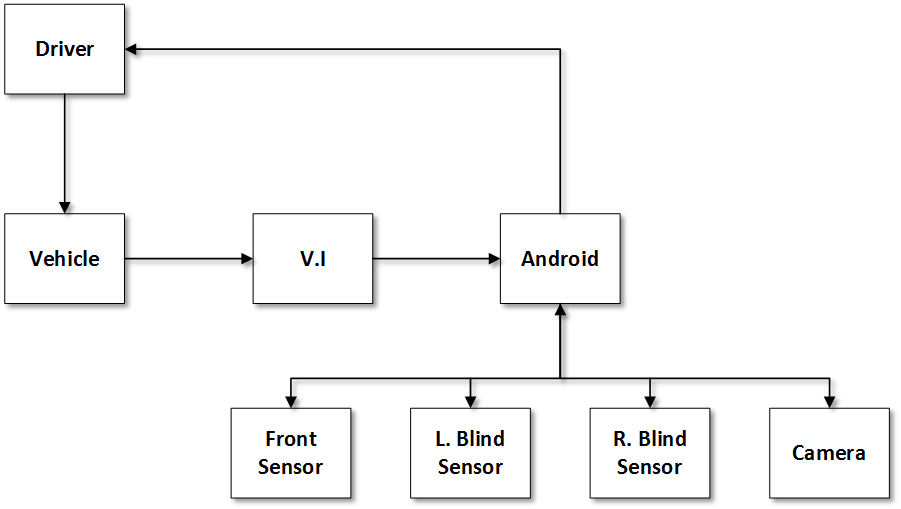 Driver
Vehicle
V.I
Android
Front
Sensor
L. Blind
Sensor
R. Blind
Sensor
Camera